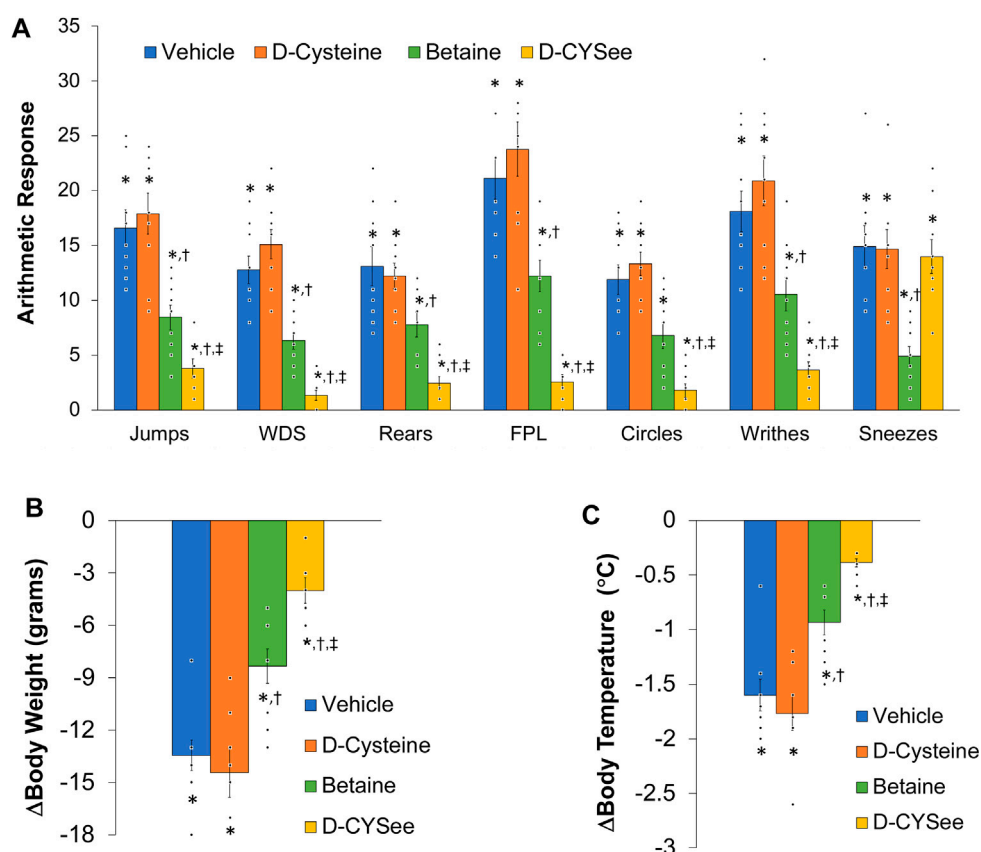 A
Arithmetic Response
35
30
25
20
15
10
5
0
Vehicle D-Cysteine Betaine D-CYSee
* * *,† *,†,‡
* * *,† *,†,‡
* * *,† *,†,‡
* * *,† *,†,‡
* * * *,†,‡
* * *,† *,†,‡
* * *,† *
Jumps WDS Rears FPL Circles Writhes Sneezes
B
ΔBody Weight (grams)
0
-3
-6
-9
-12
-15
-18
* * *,† *,†,‡
Vehicle
D-Cysteine
Betaine
D-CYSee
C
ΔBody Temperature (°C)
0
-0.5
-1
-1.5
-2
-2.5
-3
* * *,† *,†,‡
Vehicle
D-Cysteine
Betaine
D-CYSee